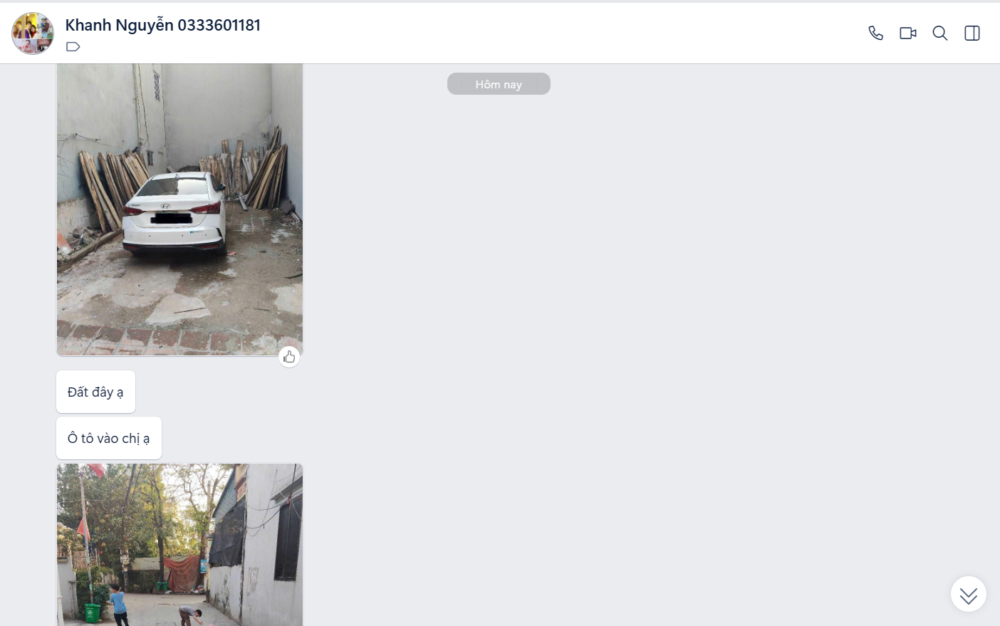 Khanh Nguyễn 0333601181
Hôm nay
Đất đây ạ
Ô tô vào chị ạ